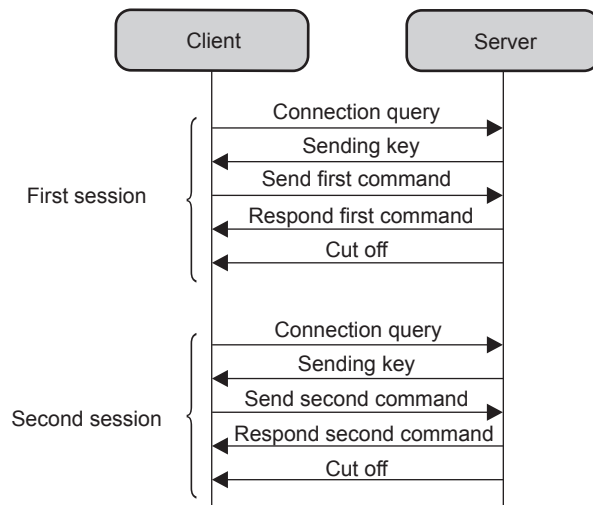 Client
Server
Connection query
Sending key
Send first command
First session
Respond first command
Cut off
Connection query
Sending key
Send second command
Second session
Respond second command
Cut off